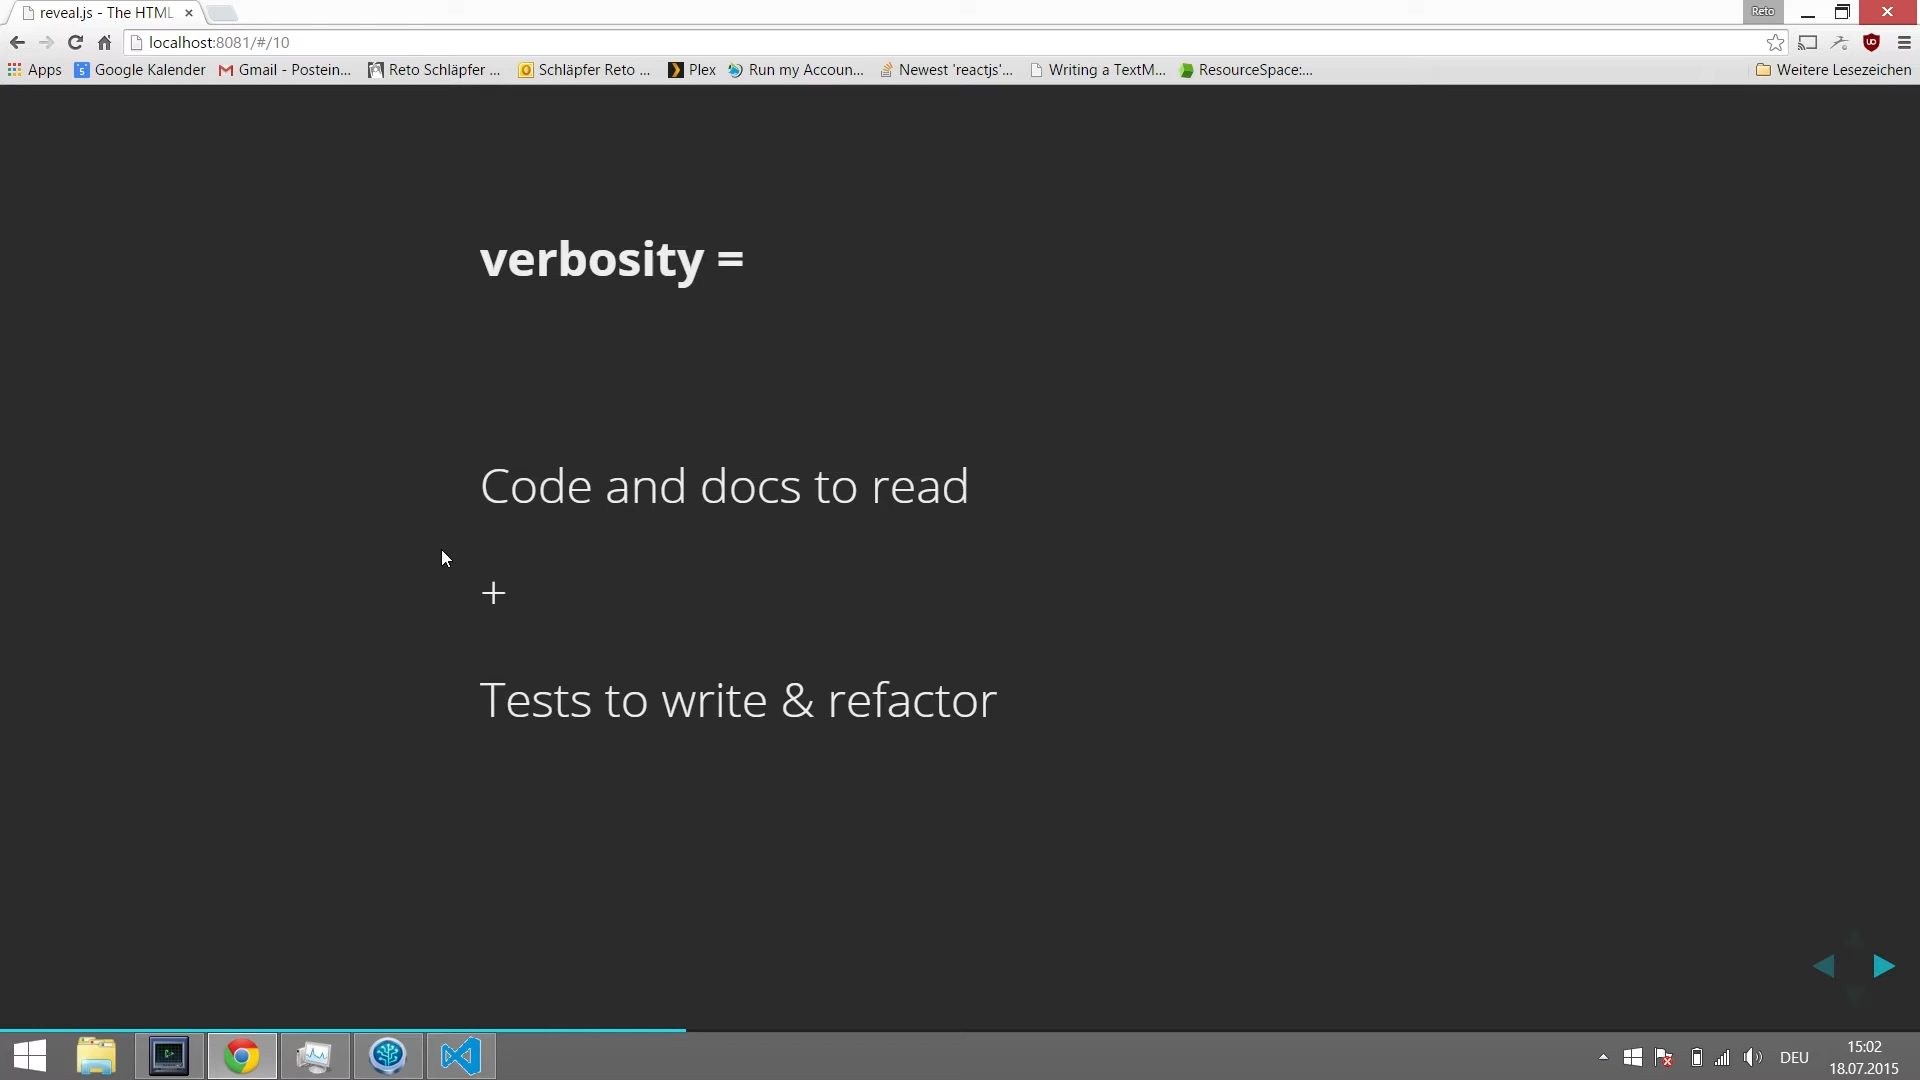 reveal.js - The HTML
Reto
localhost:8081/#/10
Apps
Google Kalender
Gmail - Postein...
Reto Schläpfer ...
Schläpfer Reto ...
Plex
Run my Accoun...
Newest 'reactjs'...
Writing a TextM...
ResourceSpace:...
Weitere Lesezeichen
verbosity =
Code and docs to read
+
Tests to write & refactor
DEU
15:02
18.07.2015